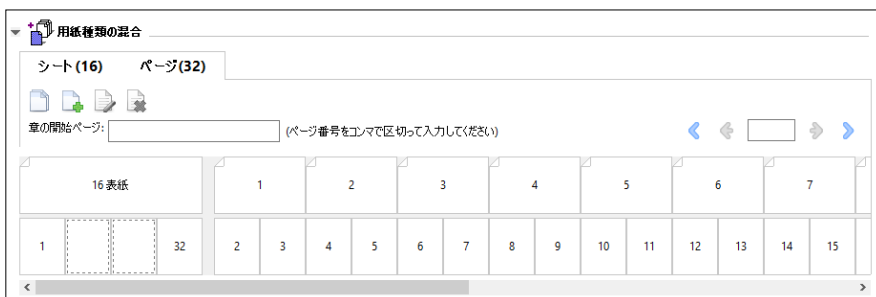 用紙種類の混合
シート(16) ページ(32)
章の開始ページ: (ページ番号をコンマで区切って入力してください)
16 表紙 1 2 3 4 5 6 7
1 32 2 3 4 5 6 7 8 9 10 11 12 13 14 15